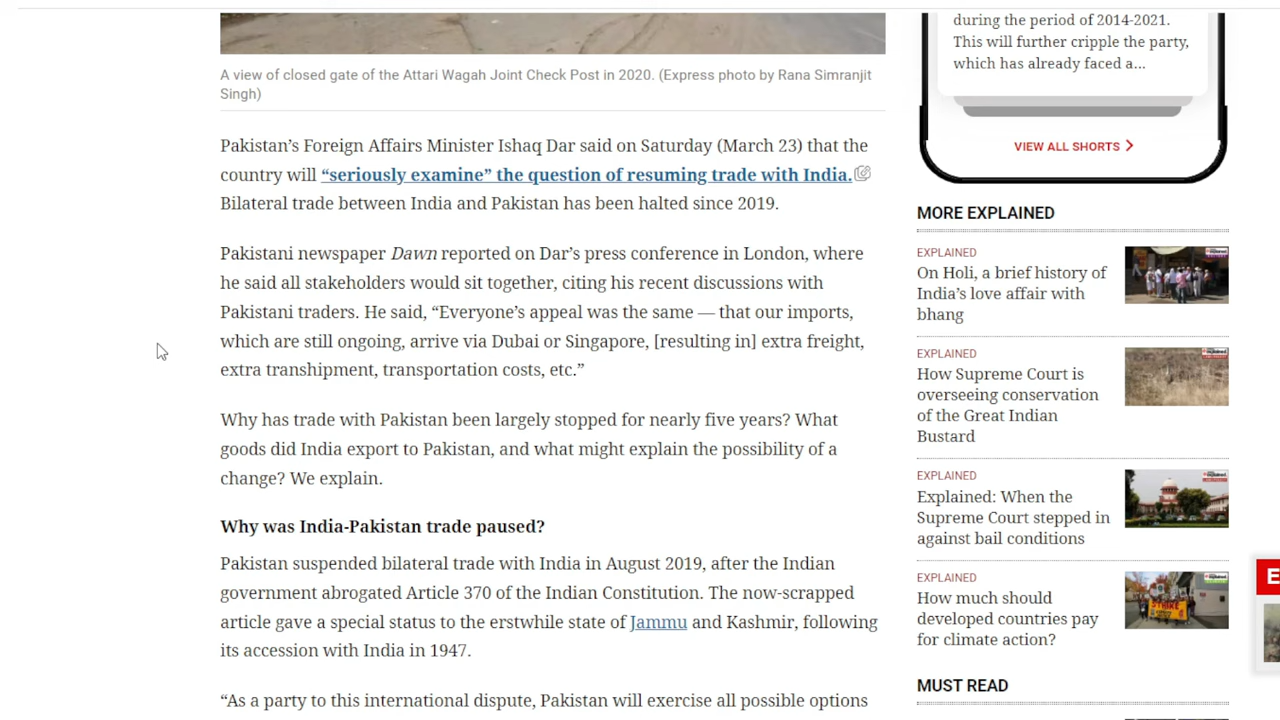 A view of closed gate of the Attari Wagah Joint Check Post in 2020. (Express photo by Rana Simranjit
Singh)
Pakistan’s Foreign Affairs Minister Ishaq Dar said on Saturday (March 23) that the
country will “seriously examine” the question of resuming trade with India.
Bilateral trade between India and Pakistan has been halted since 2019.
Pakistani newspaper Dawn reported on Dar’s press conference in London, where
he said all stakeholders would sit together, citing his recent discussions with
Pakistani traders. He said, “Everyone’s appeal was the same — that our imports,
which are still ongoing, arrive via Dubai or Singapore, [resulting in] extra freight,
extra transhipment, transportation costs, etc.”
Why has trade with Pakistan been largely stopped for nearly five years? What
goods did India export to Pakistan, and what might explain the possibility of a
change? We explain.
Why was India-Pakistan trade paused?
Pakistan suspended bilateral trade with India in August 2019, after the Indian
government abrogated Article 370 of the Indian Constitution. The now-scrapped
article gave a special status to the erstwhile state of Jammu and Kashmir, following
its accession with India in 1947.
“As a party to this international dispute, Pakistan will exercise all possible options
during the period of 2014-2021.
This will further cripple the party,
which has already faced a...
VIEW ALL SHORTS
MORE EXPLAINED
EXPLAINED
On Holi, a brief history of
India’s love affair with
bhang
EXPLAINED
How Supreme Court is
overseeing conservation
of the Great Indian
Bustard
EXPLAINED
Explained: When the
Supreme Court stepped in
against bail conditions
EXPLAINED
How much should
developed countries pay
for climate action?
STRIKE
MUST READ
E